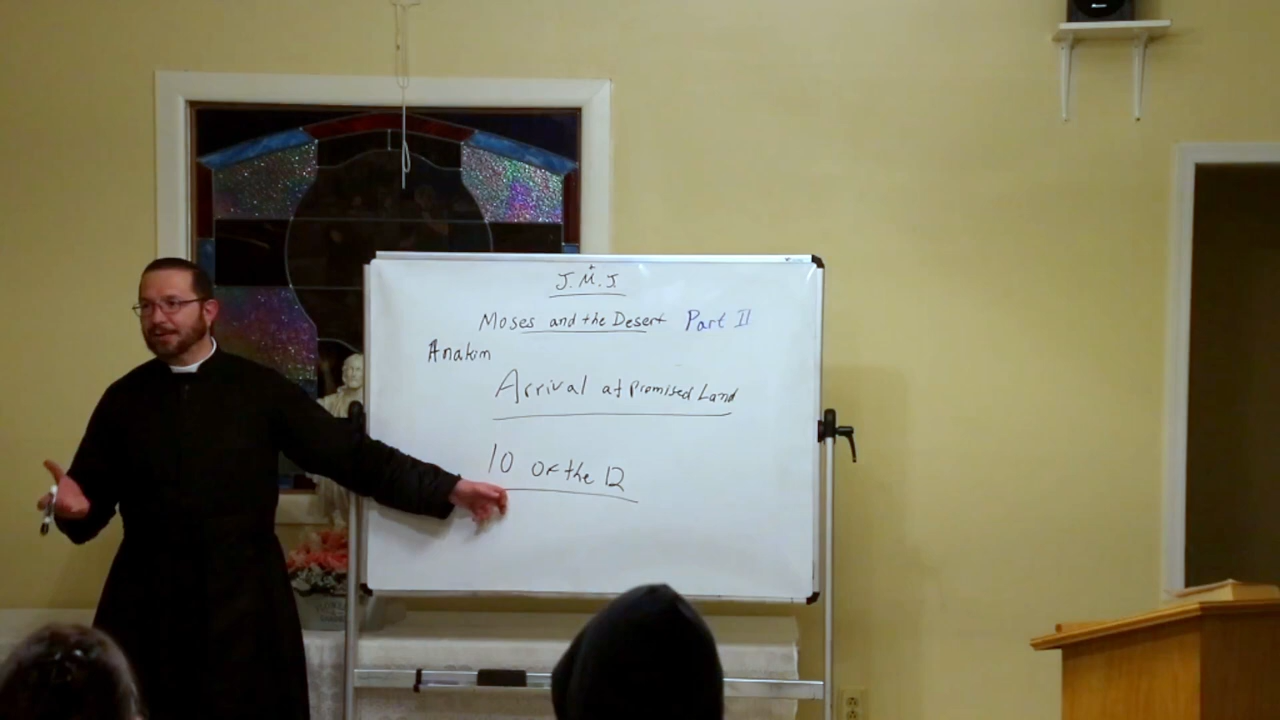 J.M.J.
Moses and the Desert Part II
Anakim
Arrival at Promised Land
10 of the 12